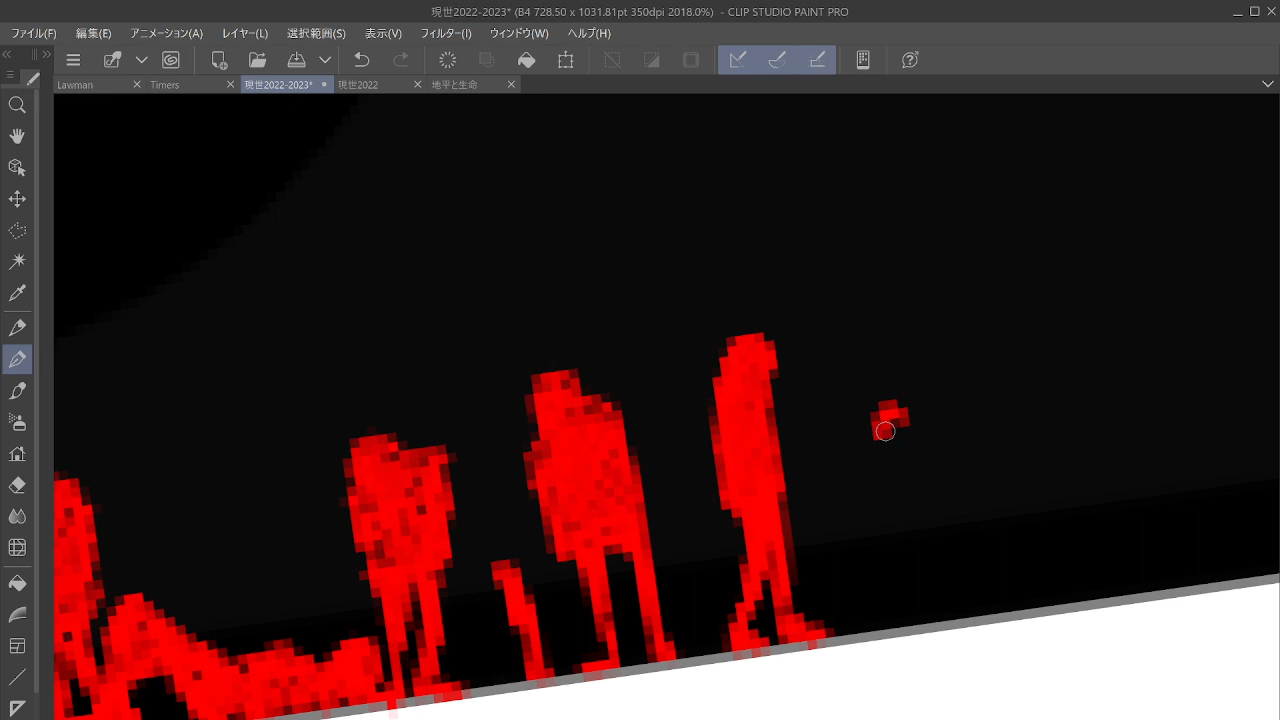 現世2022-2023* (B4 728.50 x 1031.81pt 350dpi 2018.0%) - CLIP STUDIO PAINT PRO
ファイル(F) 編集(E) アニメーション(A) レイヤー(L) 選択範囲(S) 表示(V) フィルター(I) ウィンドウ(W) ヘルプ(H)
Lawman Timers 現世2022-2023* 現世2022 地平と生命